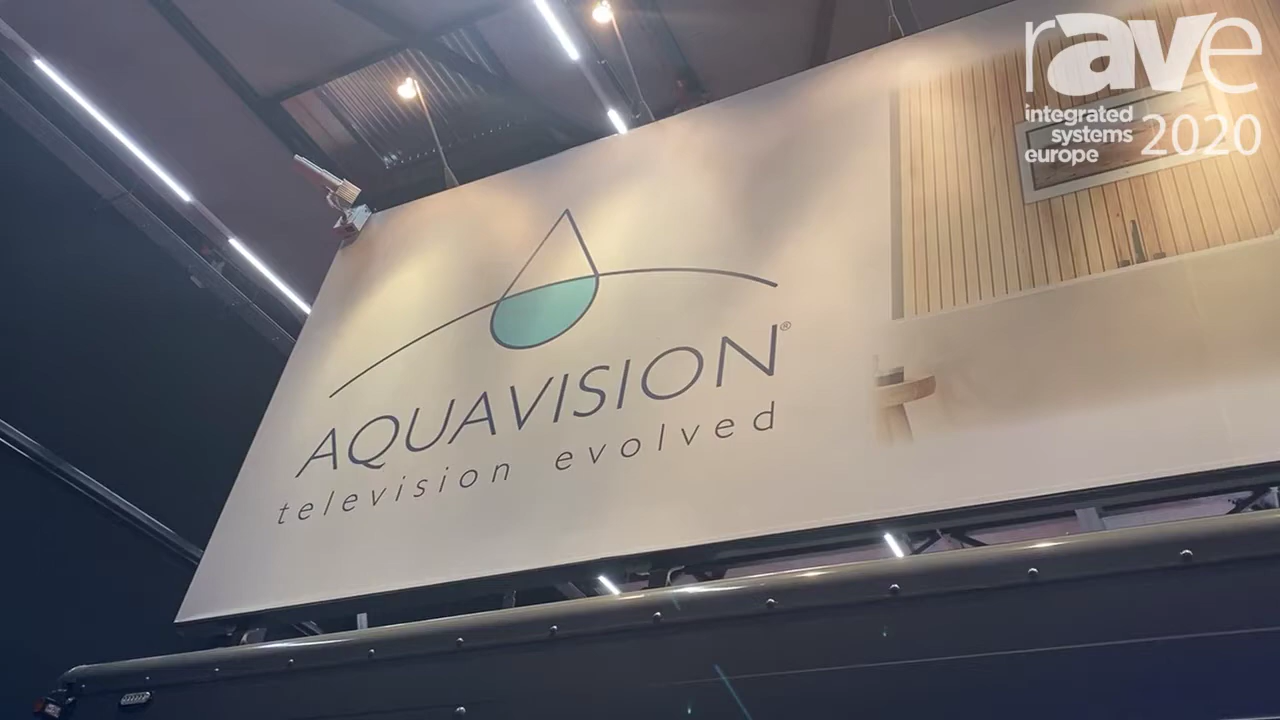 rave
integrated
systems
europe
2020
AQUAVISION®
television evolved